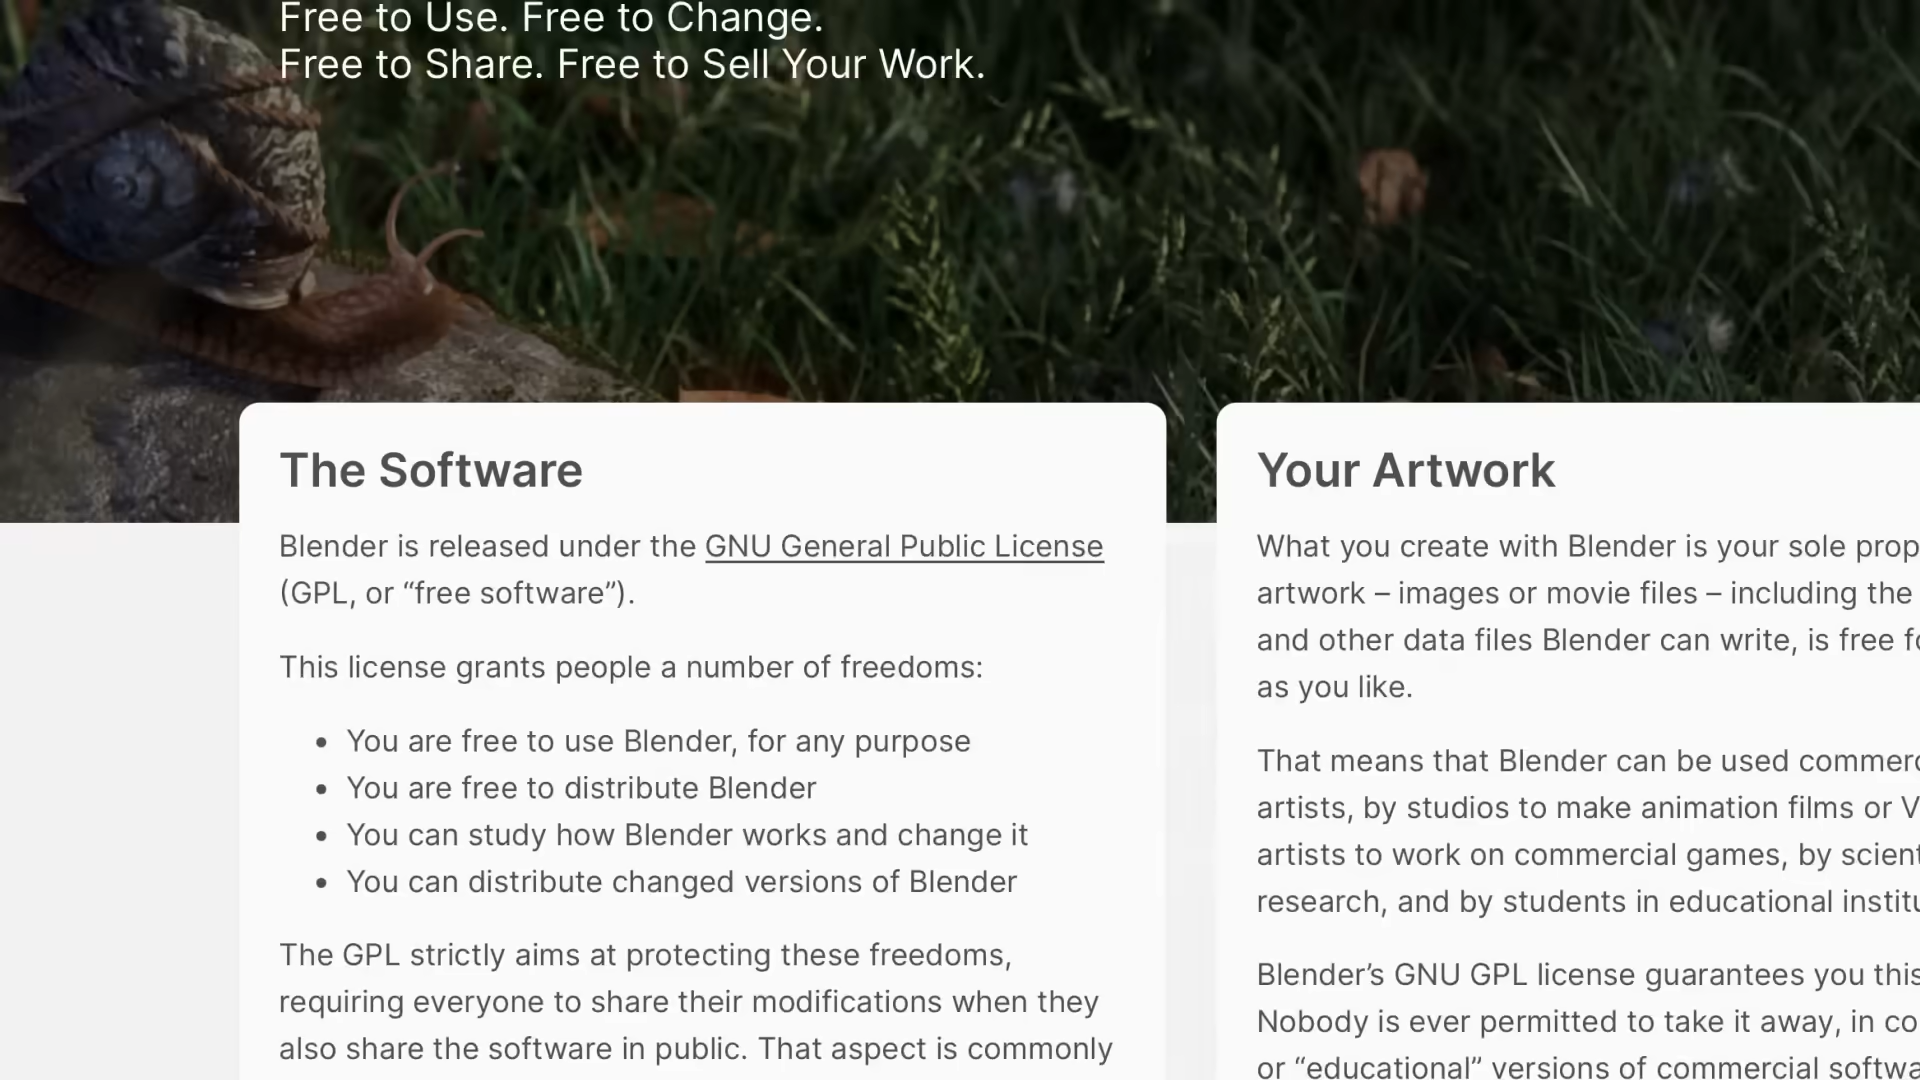 Free to Use. Free to Change.
Free to Share. Free to Sell Your Work.
The Software
Blender is released under the GNU General Public License
(GPL, or “free software”).
This license grants people a number of freedoms:
• You are free to use Blender, for any purpose
• You are free to distribute Blender
• You can study how Blender works and change it
• You can distribute changed versions of Blender
The GPL strictly aims at protecting these freedoms,
requiring everyone to share their modifications when they
also share the software in public. That aspect is commonly
Your Artwork
What you create with Blender is your sole
artwork – images or movie files – including the
and other data files Blender can write, is free
as you like.
That means that Blender can be used
artists, by studios to make animation films or
artists to work on commercial games, by
research, and by students in educational
Blender’s GNU GPL license guarantees you this
Nobody is ever permitted to take it away, in
or “educational” versions of commercial